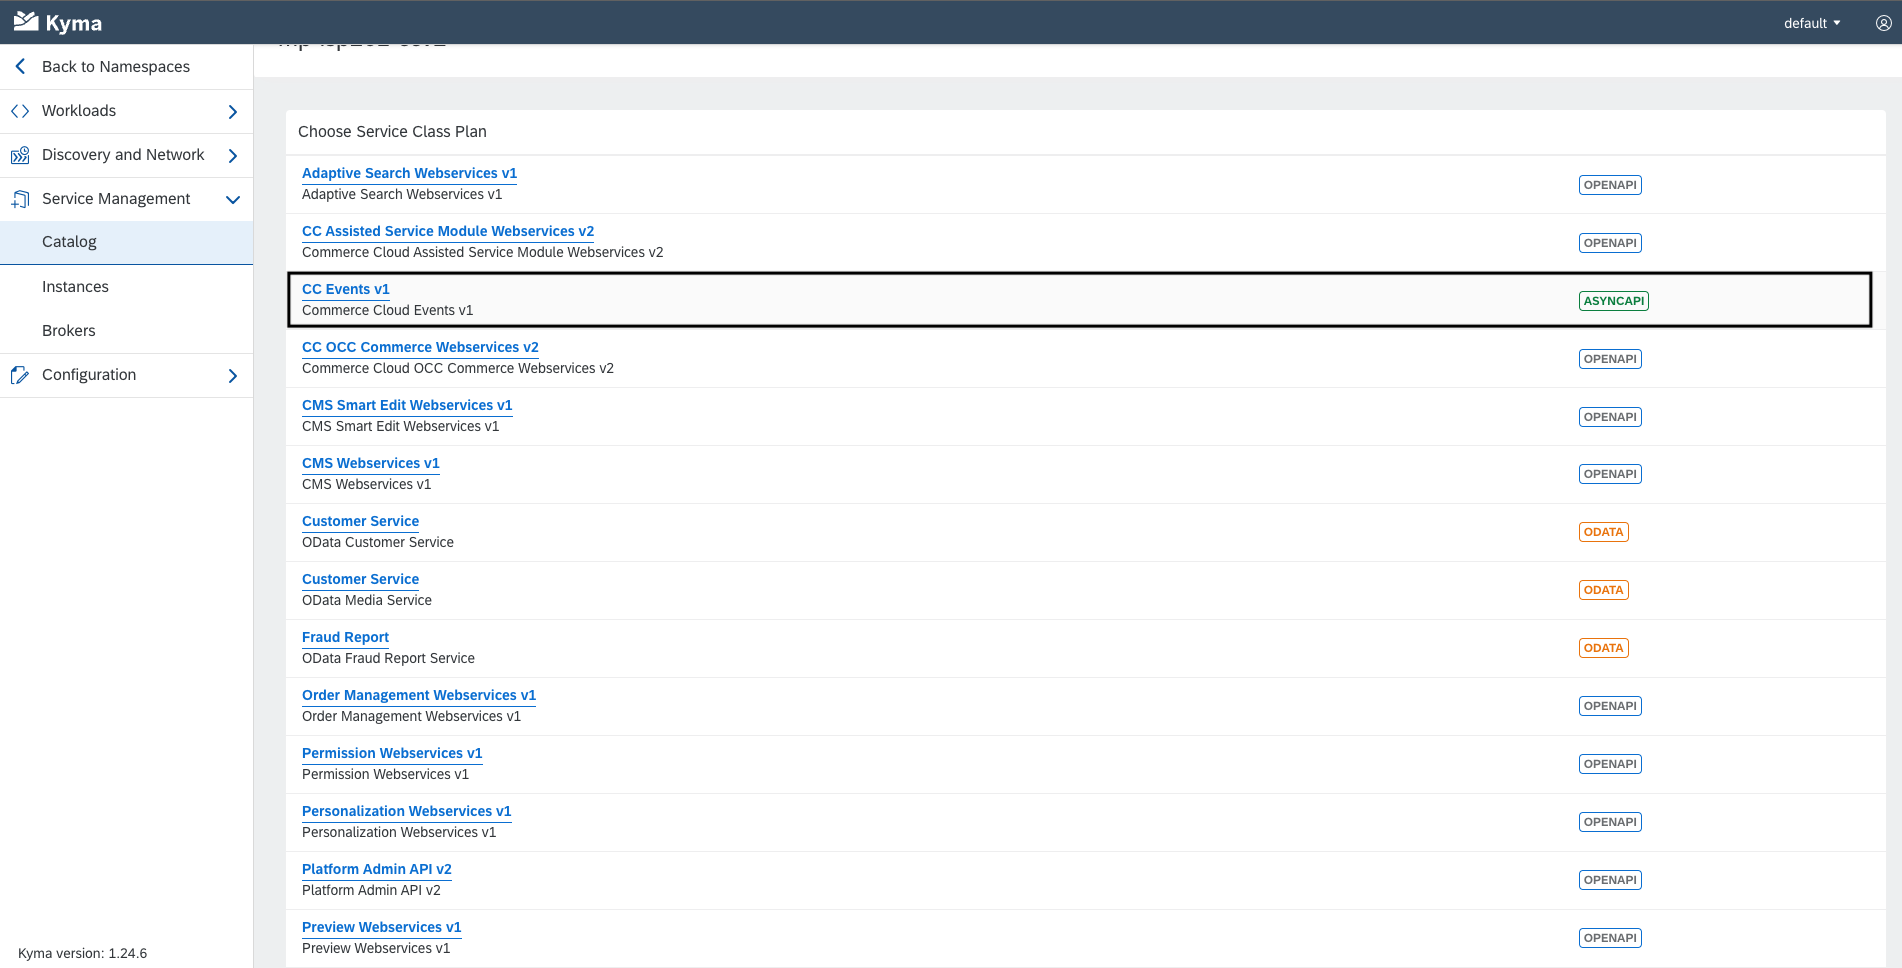 Kyma
default
Back to Namespaces
Workloads
Discovery and Network
Service Management
Catalog
Instances
Brokers
Configuration
Kyma version: 1.24.6
Choose Service Class Plan
Adaptive Search Webservices v1
Adaptive Search Webservices v1
OPENAPI
CC Assisted Service Module Webservices v2
Commerce Cloud Assisted Service Module Webservices v2
OPENAPI
CC Events v1
Commerce Cloud Events v1
ASYNCAPI
CC OCC Commerce Webservices v2
Commerce Cloud OCC Commerce Webservices v2
OPENAPI
CMS Smart Edit Webservices v1
CMS Smart Edit Webservices v1
OPENAPI
CMS Webservices v1
CMS Webservices v1
OPENAPI
Customer Service
OData Customer Service
ODATA
Customer Service
OData Media Service
ODATA
Fraud Report
OData Fraud Report Service
ODATA
Order Management Webservices v1
Order Management Webservices v1
OPENAPI
Permission Webservices v1
Permission Webservices v1
OPENAPI
Personalization Webservices v1
Personalization Webservices v1
OPENAPI
Platform Admin API v2
Platform Admin API v2
OPENAPI
Preview Webservices v1
Preview Webservices v1
OPENAPI